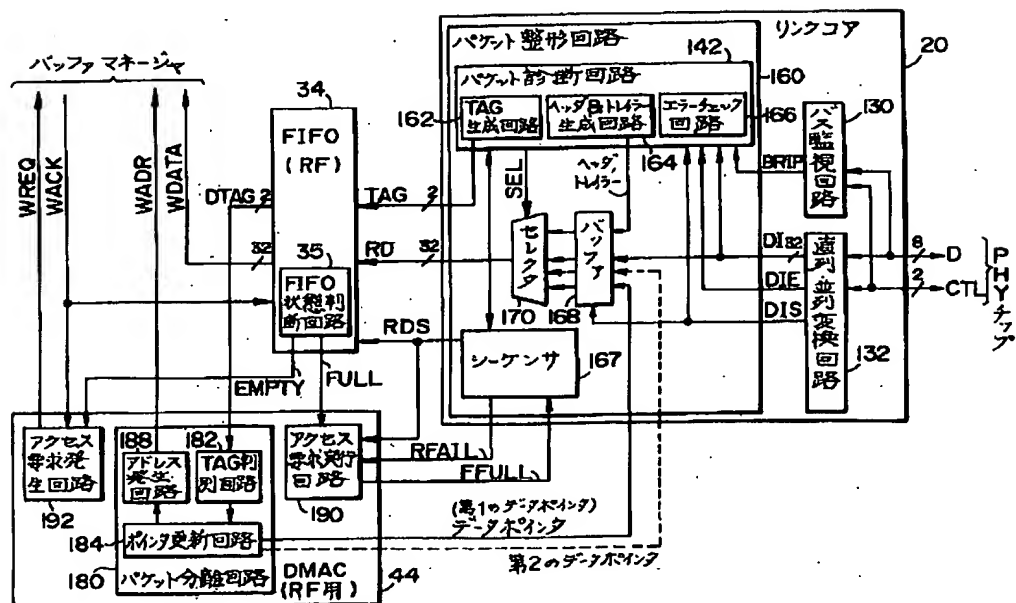 パケット整形回路
リンクコア
142
20
バッファ マネージャ
パケット診断回路
160
34
162
TAG
生成回路
ヘッダ&トレイラー
生成回路
エラーチェック
回路
166
130
FIFO
(RF)
164
バス監視回路
WREQ
WACK
WADR
WDATA
DTAG
2
TAG
2
SEL
ヘッダ,
トレイラー
BRIP
32
35
RD
32
セレクタ
バッファ
DI
32
直列・並列変換回路
8
D
PHYチップ
FIFO
状態判
断回路
DIE
2
CTL
DIS
170
168
RDS
132
シーケンサ
167
EMPTY
FULL
アクセス
要求発
生回路
188
アドレス
発生
回路
182
TAG判
別回路
アクセス
要求実行
回路
RFAIL
FFULL
192
190
(第1のデータポインタ)
データポインタ
184
ポインタ更新回路
第2のデータポインタ
180
パケット分離回路
DMAC
(RF用)
44